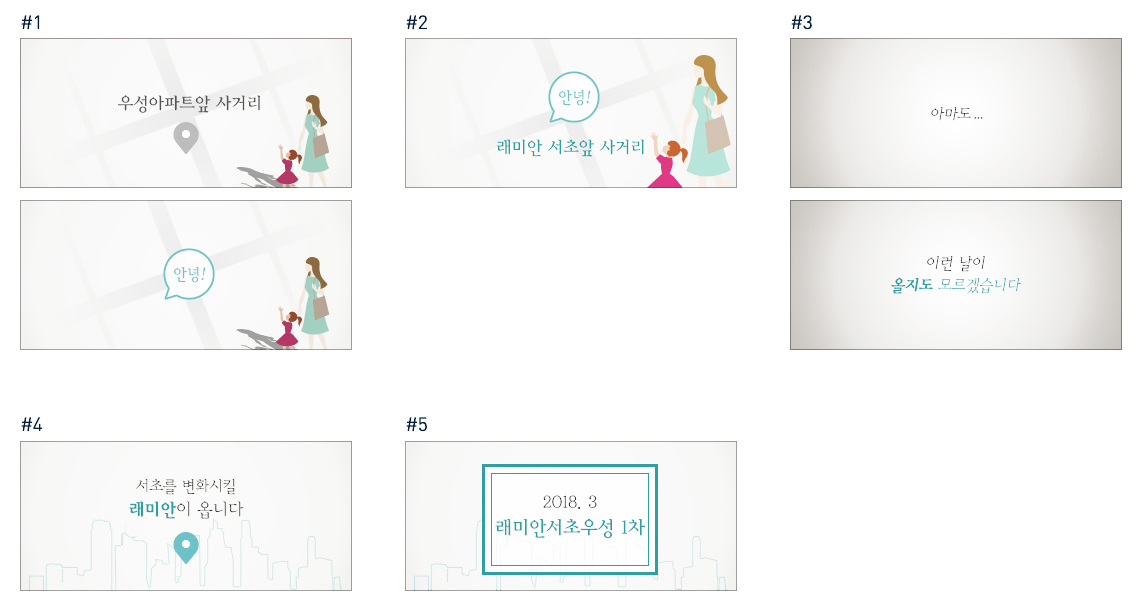 #1
우성아파트앞 사거리
안녕!
#2
안녕!
래미안 서초앞 사거리
#3
아마도...
이런 날이
올지도 모르겠습니다
#4
서초를 변화시킬
래미안이 옵니다
#5
2018. 3
래미안서초우성 1차